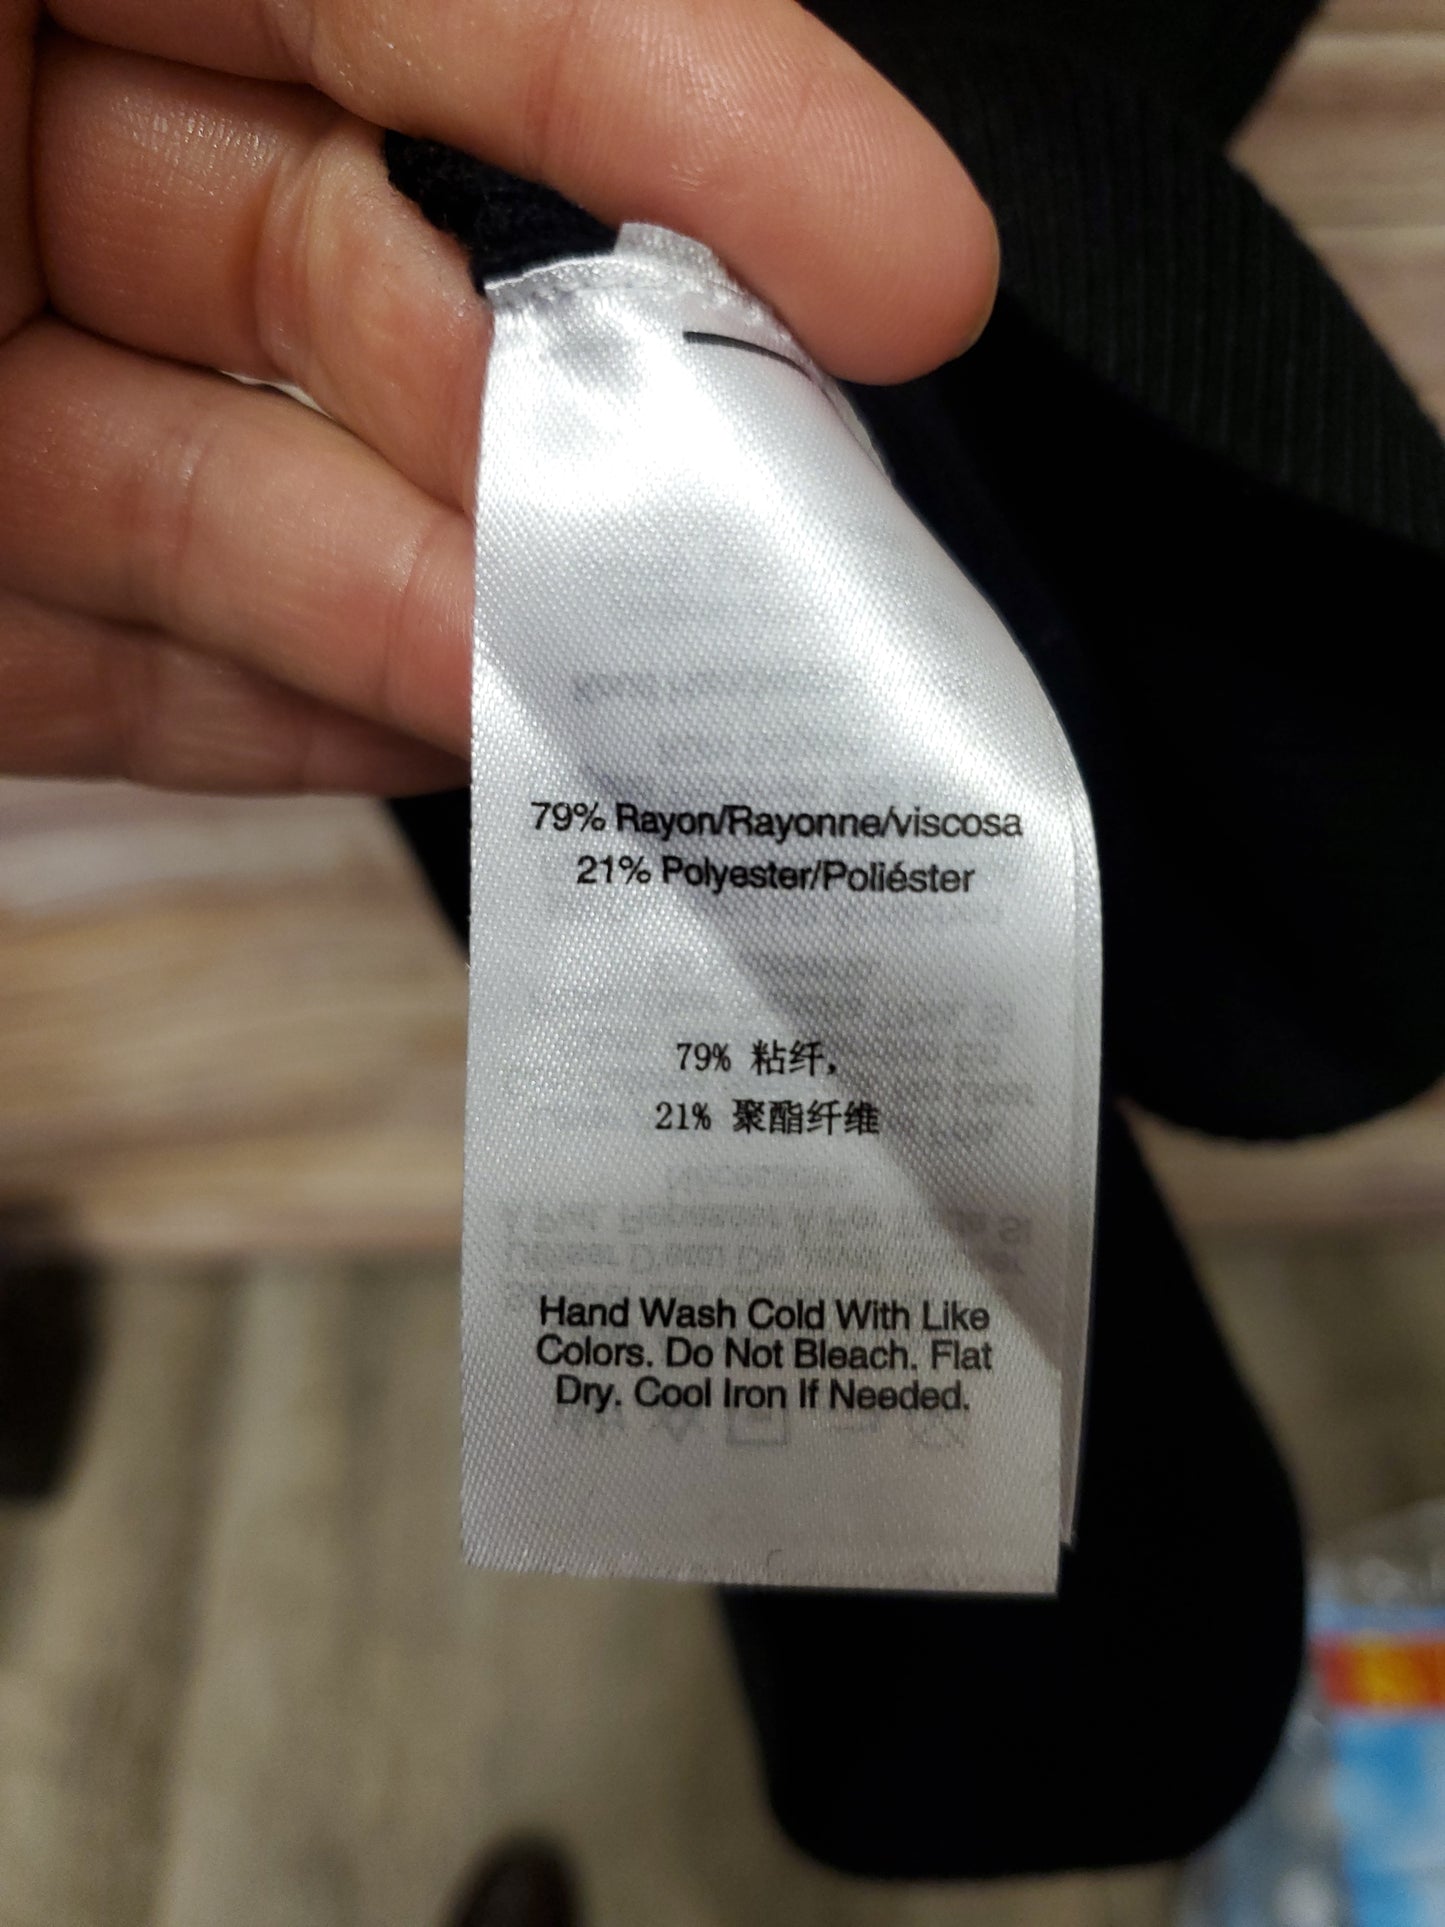 79% Rayon/Rayonne/viscosa
21% Polyester/Poliéster
79% 粘纤,
21% 聚酯纤维
Hand Wash Cold With Like
Colors. Do Not Bleach. Flat
Dry. Cool Iron If Needed.